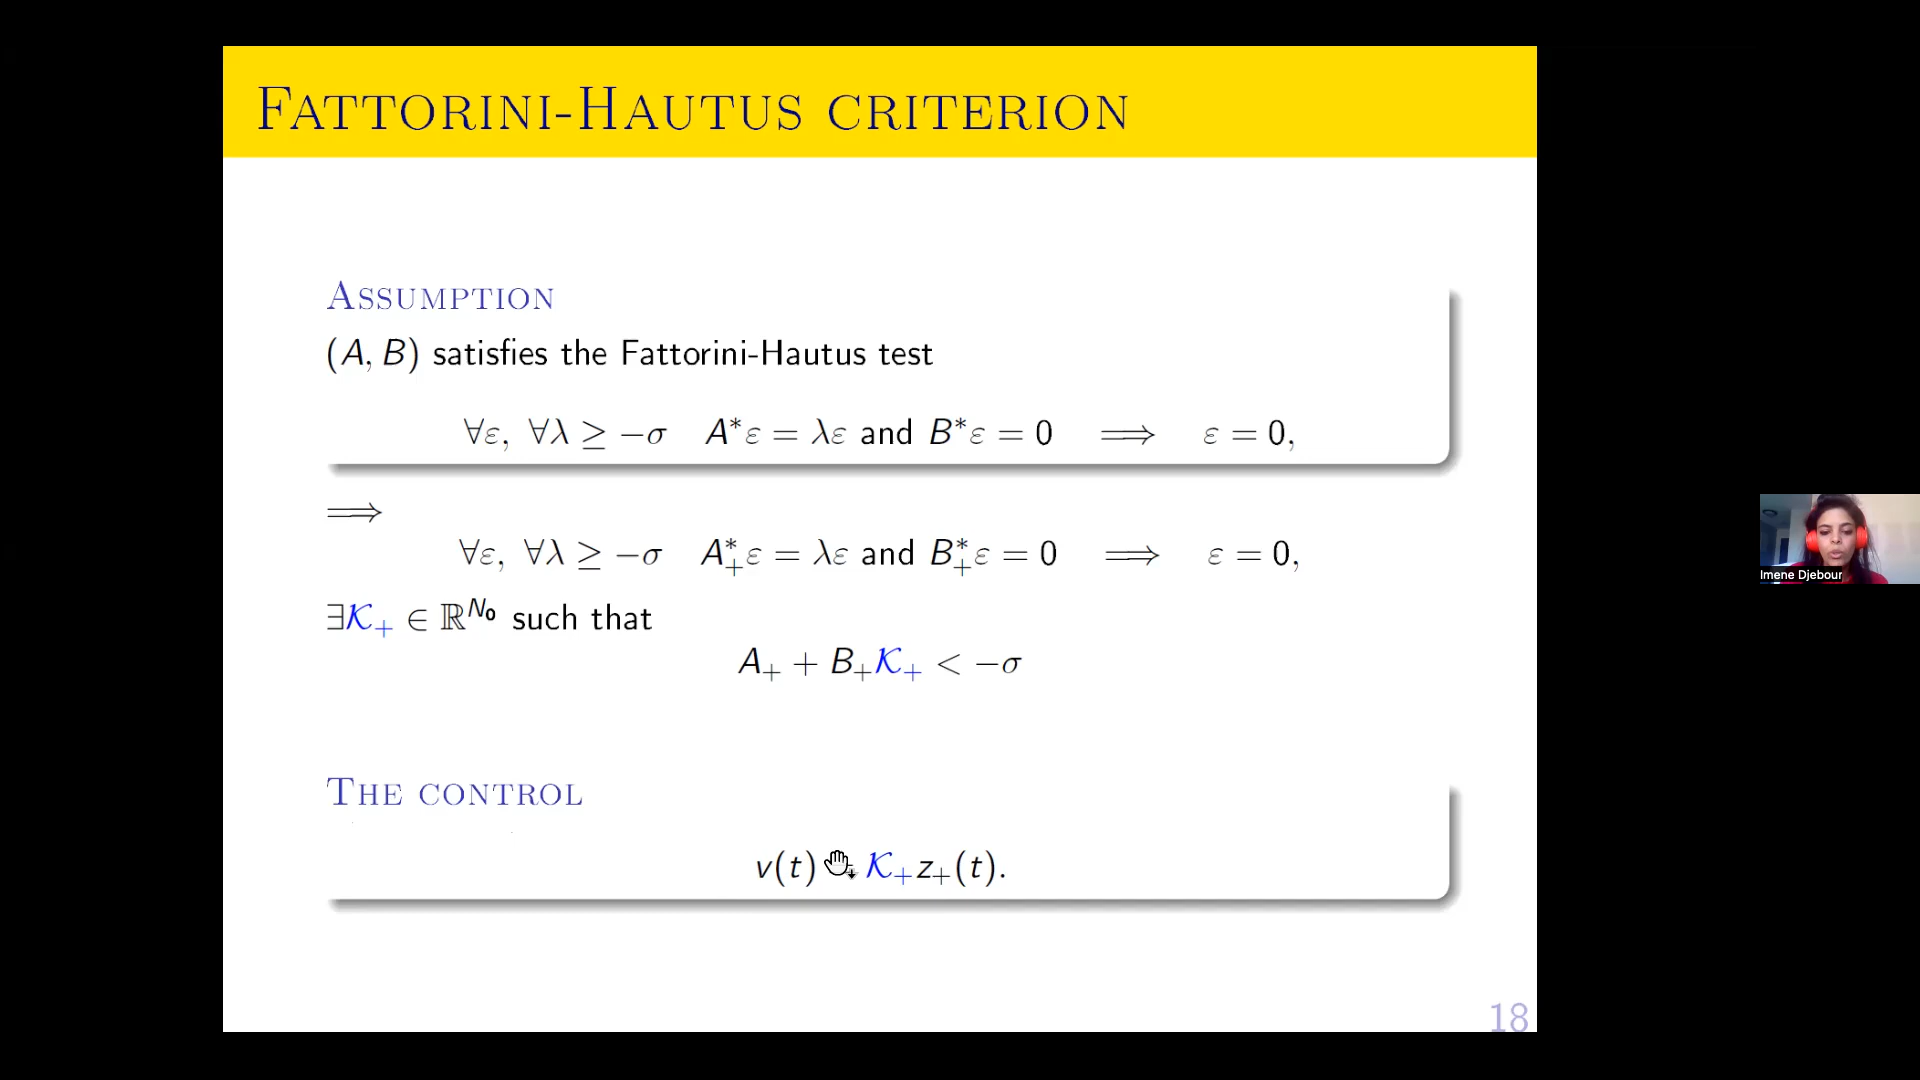 FATTORINI-HAUTUS CRITERION
ASSUMPTION
(A, B) satisfies the Fattorini-Hautus test
∀ε, ∀λ ≥ −σ A*ε = λε and B*ε = 0 ⟹ ε = 0,
⟹
∀ε, ∀λ ≥ −σ A₊*ε = λε and B₊*ε = 0 ⟹ ε = 0,
∃𝒦₊ ∈ ℝ^{N₀} such that
A₊ + B₊𝒦₊ < −σ
THE CONTROL
v(t) 𝒦₊z₊(t).
18
Imene Djebour